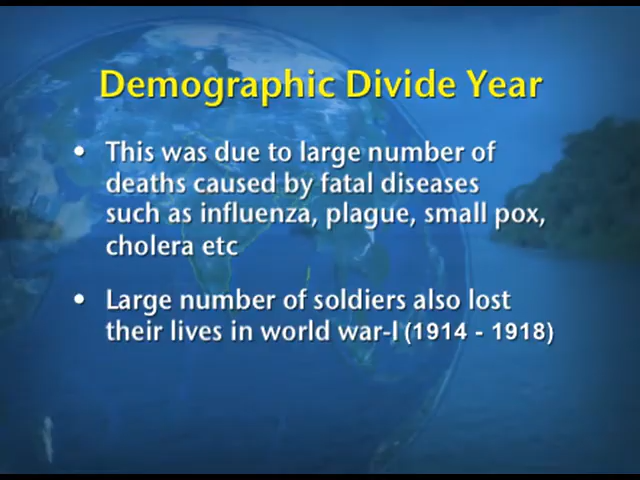 Demographic Divide Year
• This was due to large number of
deaths caused by fatal diseases
such as influenza, plague, small pox,
cholera etc
• Large number of soldiers also lost
their lives in world war-I (1914 - 1918)